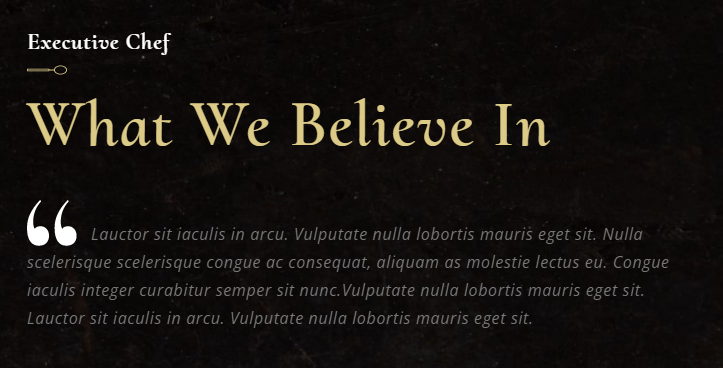 Executive Chef
What We Believe In
“ Lauctor sit iaculis in arcu. Vulputate nulla lobortis mauris eget sit. Nulla
scelerisque scelerisque congue ac consequat, aliquam as molestie lectus eu. Congue
iaculis integer curabitur semper sit nunc.Vulputate nulla lobortis mauris eget sit.
Lauctor sit iaculis in arcu. Vulputate nulla lobortis mauris eget sit.